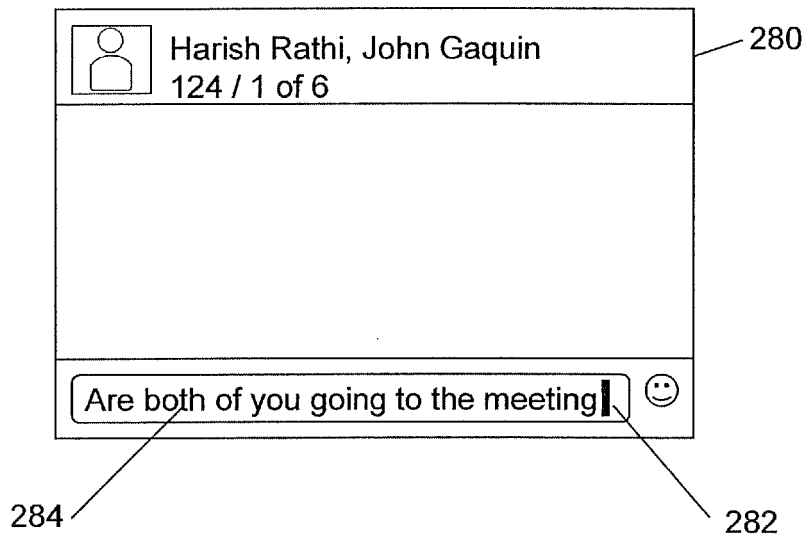 Harish Rathi, John Gaquin
280
124 / 1 of 6
Are both of you going to the meeting
284
282